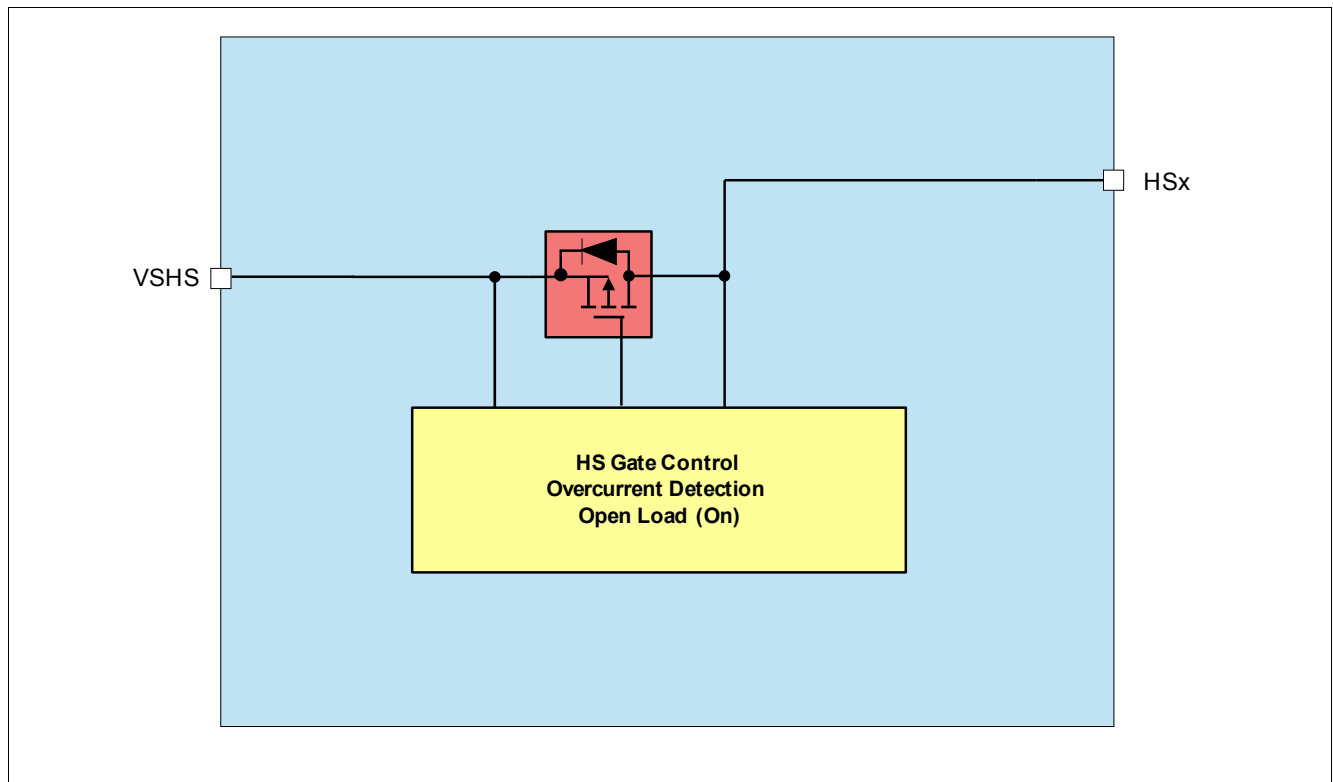 HSx
VSHS
HS Gate Control
Overcurrent Detection
Open Load (On)